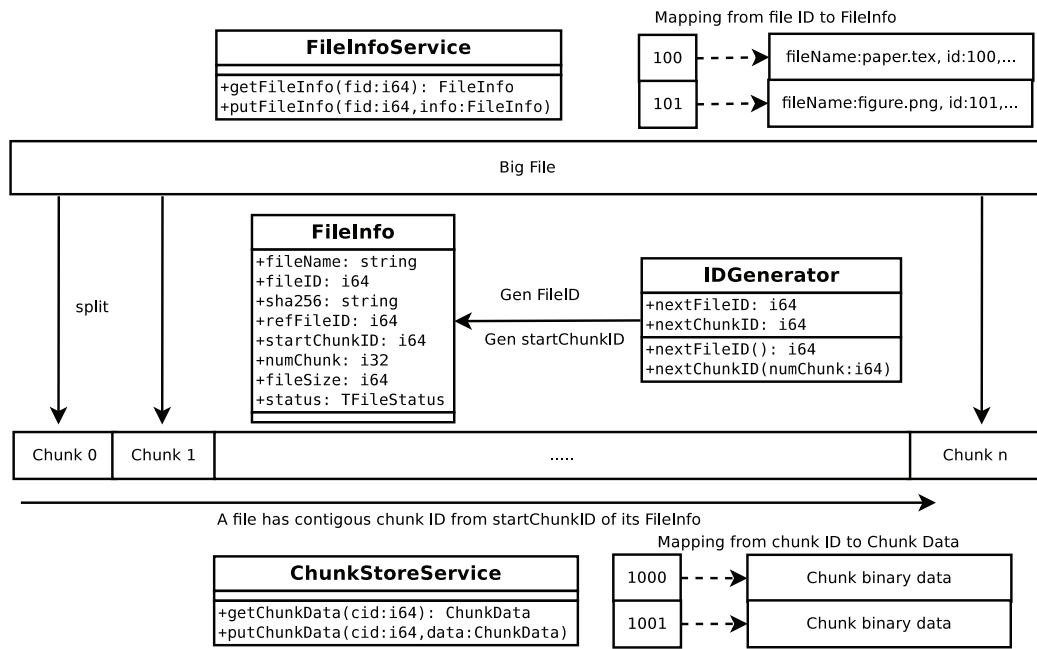 Mapping from file ID to FileInfo
FileInfoService
+getFileInfo(fid:i64): FileInfo
+putFileInfo(fid:i64,info:FileInfo)
100
fileName:paper.tex, id:100,...
101
fileName:figure.png, id:101,...
Big File
split
FileInfo
+fileName: string
+fileID: i64
+sha256: string
+refFileID: i64
+startChunkID: i64
+numChunk: i32
+fileSize: i64
+status: TFileStatus
Gen FileID
Gen startChunkID
IDGenerator
+nextFileID: i64
+nextChunkID: i64
+nextFileID(): i64
+nextChunkID(numChunk:i64)
Chunk 0
Chunk 1
.....
Chunk n
A file has contigous chunk ID from startChunkID of its FileInfo
Mapping from chunk ID to Chunk Data
ChunkStoreService
+getChunkData(cid:i64): ChunkData
+putChunkData(cid:i64,data:ChunkData)
1000
Chunk binary data
1001
Chunk binary data